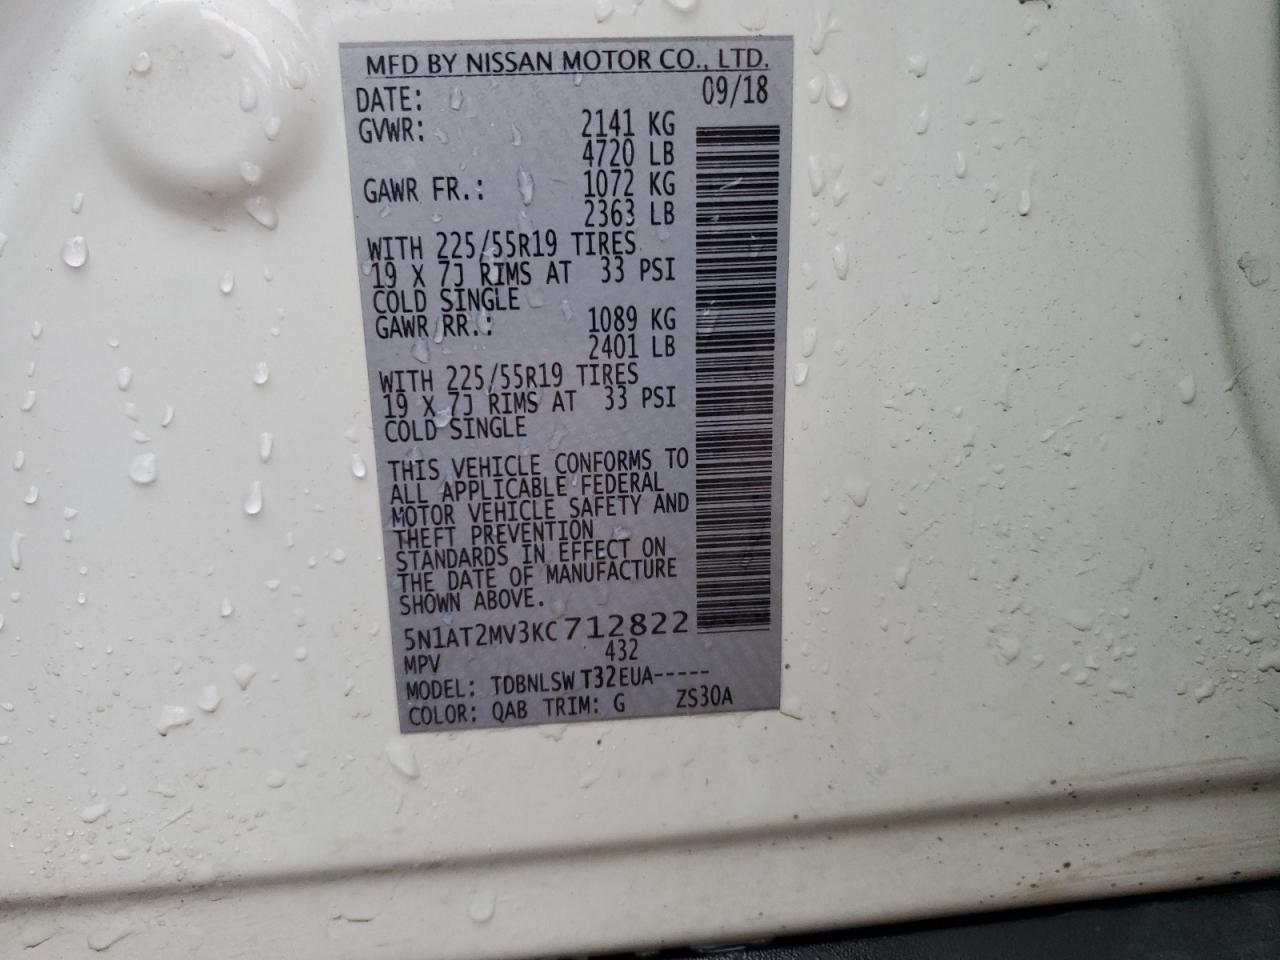 MFD BY NISSAN MOTOR CO., LTD.
DATE: 09/18
GVWR: 2141 KG
4720 LB
GAWR FR.: 1072 KG
2363 LB
WITH 225/55R19 TIRES
19 X 7J RIMS AT 33 PSI
COLD SINGLE
GAWR RR.: 1089 KG
2401 LB
WITH 225/55R19 TIRES
19 X 7J RIMS AT 33 PSI
COLD SINGLE
THIS VEHICLE CONFORMS TO
ALL APPLICABLE FEDERAL
MOTOR VEHICLE SAFETY AND
THEFT PREVENTION
STANDARDS IN EFFECT ON
THE DATE OF MANUFACTURE
SHOWN ABOVE.
5N1AT2MV3KC712822
MPV 432
MODEL: TDBNLSWT32EUA-----
COLOR: QAB TRIM: G ZS30A